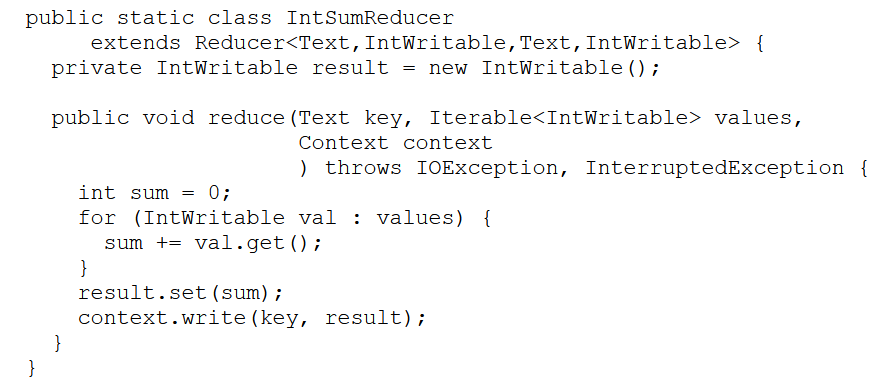 public static class IntSumReducer
     extends Reducer<Text,IntWritable,Text,IntWritable> {
  private IntWritable result = new IntWritable();

  public void reduce(Text key, Iterable<IntWritable> values,
                     Context context
                     ) throws IOException, InterruptedException {
    int sum = 0;
    for (IntWritable val : values) {
      sum += val.get();
    }
    result.set(sum);
    context.write(key, result);
  }
}